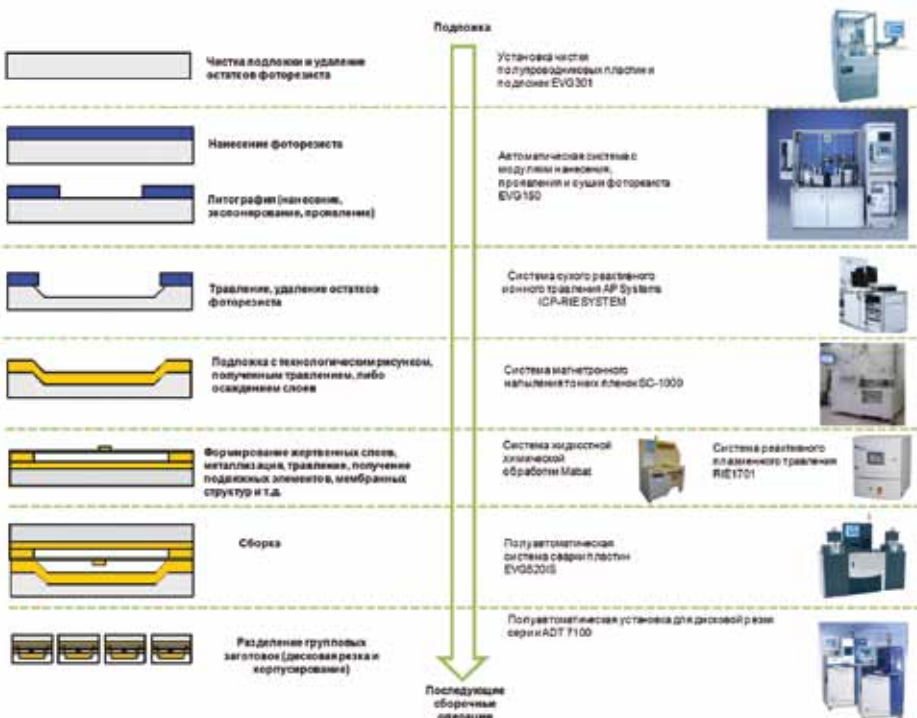 Подложка
Чистка подложки и удаление
остатков фоторезиста
Установка чистки
полупроводниковых пластин и
подложек EVG301
Нанесение фоторезиста
Литография (нанесение,
экспонирование, проявление)
Автоматическая система с
модулями нанесения,
проявления и сушки фоторезиста
EVG150
Травление, удаление остатков
фоторезиста
Система сухого реактивного
ионного травления AP Systems
ICP-RIE SYSTEM
Подложка с технологическим рисунком,
полученным травлением, либо
осаждением слоев
Система магнетронного
напыления тонких пленок SC-1000
Формирование жертвенных слоев,
металлизация, травление, получение
подвижных элементов, мембранных
структур и т.д.
Система жидкостной
химической
обработки Mabat
Система реактивного
плазменного травления
RIE1701
Сборка
Полуавтоматическая
система сварки пластин
EVG520IS
Разделение групповых
заготовок (дисковая резка и
корпусирование)
Полуавтоматическая установка для дисковой резки
серии ADT 7100
Последующие
сборочные
операции